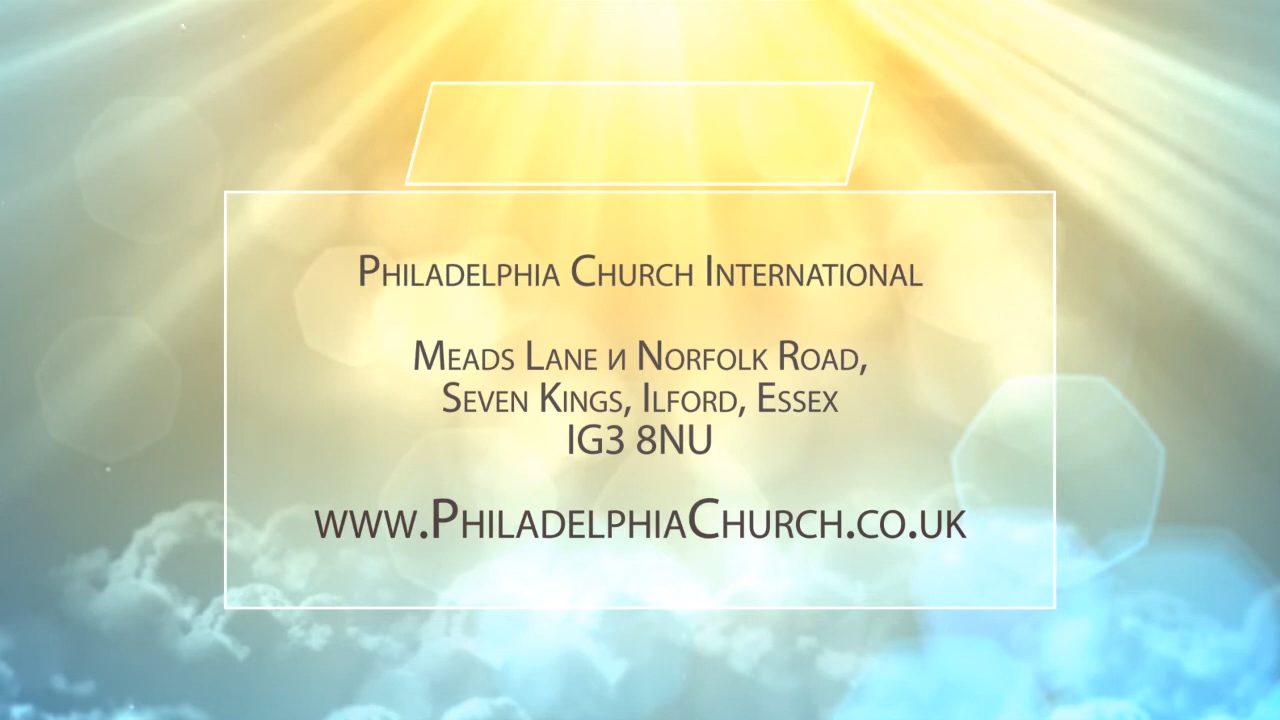 Philadelphia Church International
Meads Lane и Norfolk Road,
Seven Kings, Ilford, Essex
IG3 8NU
www.PhiladelphiaChurch.co.uk